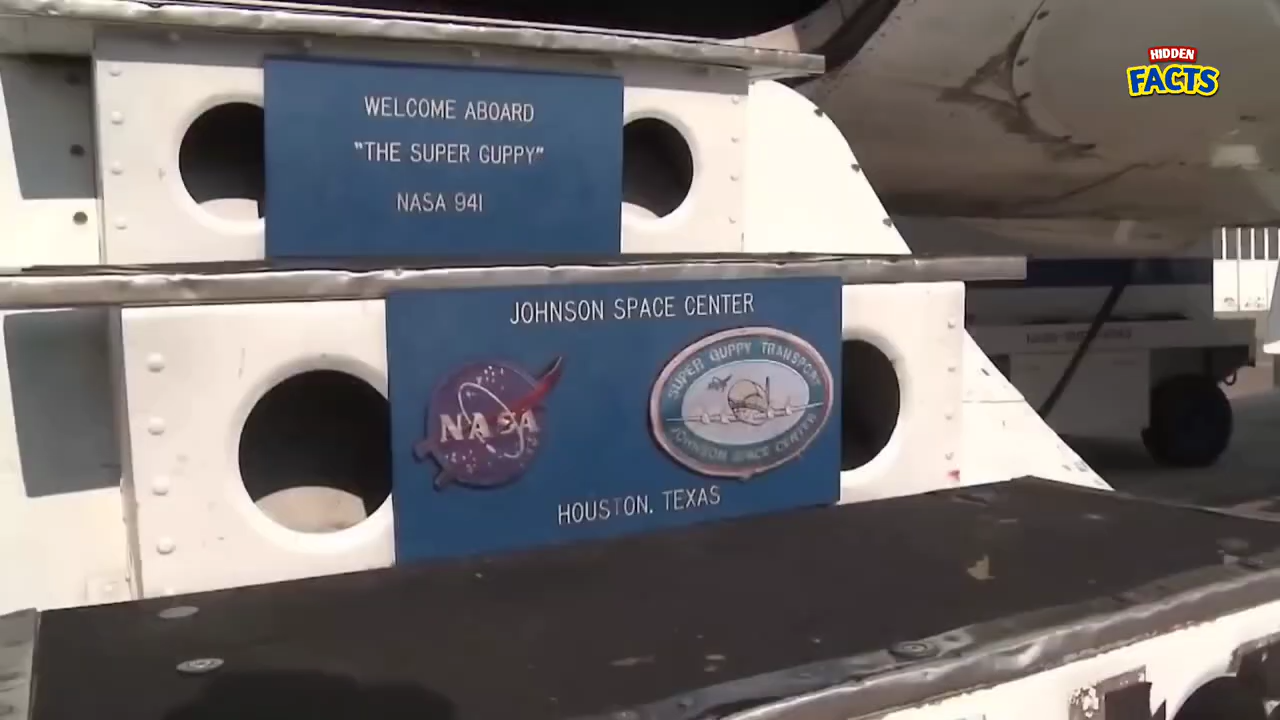 HIDDEN
FACTS
WELCOME ABOARD
"THE SUPER GUPPY"
NASA 941
JOHNSON SPACE CENTER
NASA
SUPER GUPPY TRANSPORT
JOHNSON SPACE CENTER
HOUSTON. TEXAS